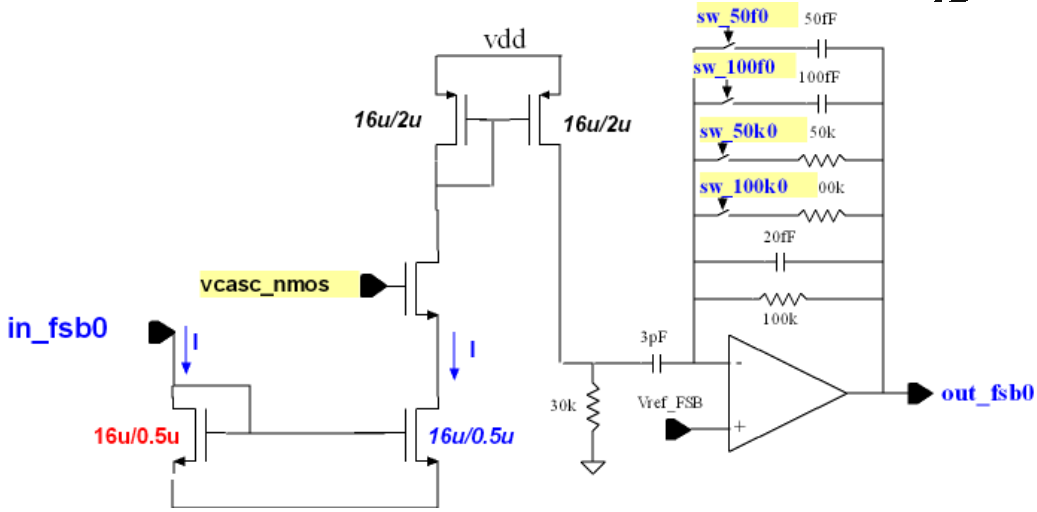 sw_50f0
50fF
vdd
sw_100f0
100fF
16u/2u
16u/2u
sw_50k0
50k
sw_100k0
00k
20fF
vcasc_nmos
100k
in_fsb0
I
I
3pF
-
30k
Vref_FSB
+
out_fsb0
16u/0.5u
16u/0.5u